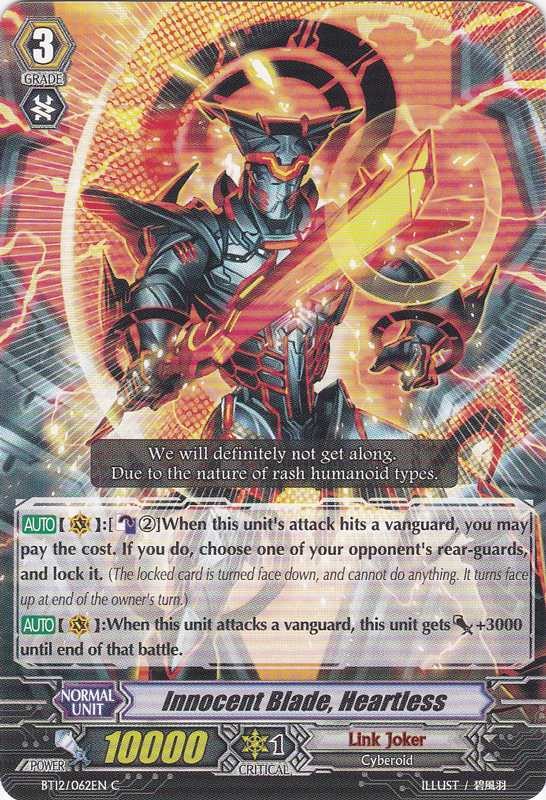 3
GRADE
We will definitely not get along.
Due to the nature of rash humanoid types.
AUTO【 】:[ ②]When this unit's attack hits a vanguard, you may
pay the cost. If you do, choose one of your opponent's rear-guards,
and lock it. (The locked card is turned face down, and cannot do anything. It turns face
up at end of the owner's turn.)
AUTO【 】:When this unit attacks a vanguard, this unit gets +3000
until end of that battle.
NORMAL
UNIT
Innocent Blade, Heartless
POWER
10000
1
CRITICAL
Link Joker
Cyberoid
BT12/062EN C
ILLUST / 碧風羽